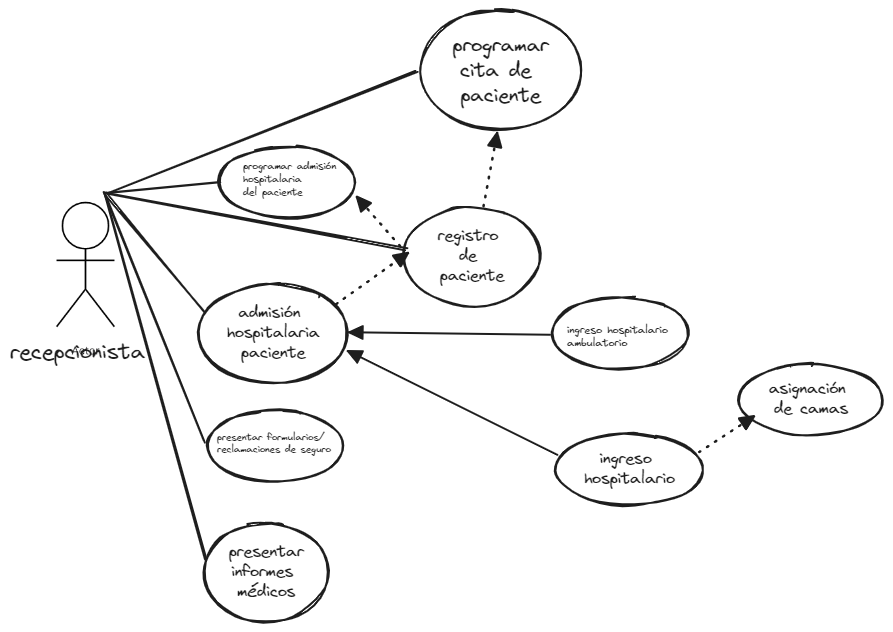 programar
cita de
paciente
programar admisión
hospitalaria
del paciente
registro
de
paciente
admisión
hospitalaria
paciente
ingreso hospitalario
ambulatorio
recepcionista
asignación
de camas
presentar formularios/
reclamaciones de seguro
ingreso
hospitalario
presentar
informes
médicos